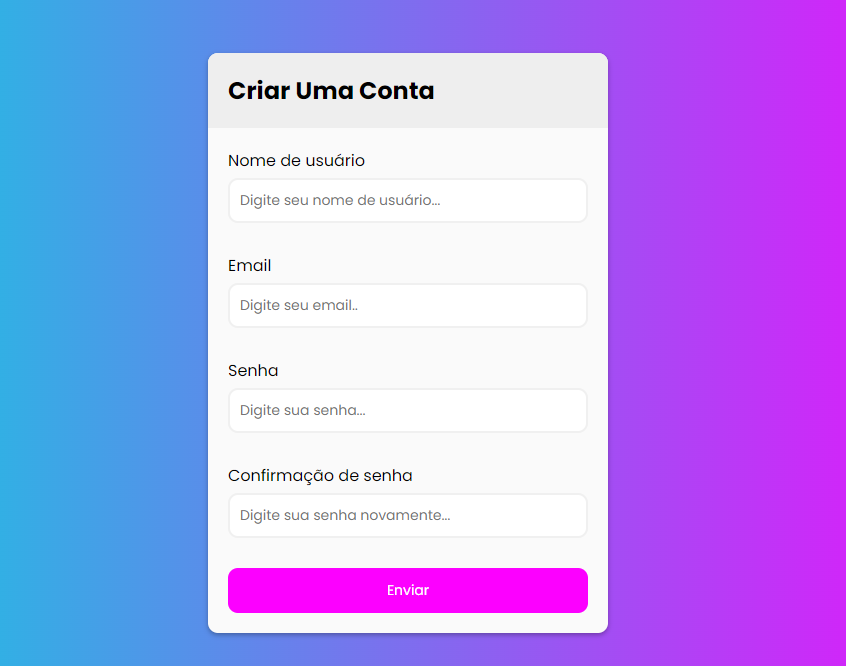 Criar Uma Conta
Nome de usuário
Digite seu nome de usuário...
Email
Digite seu email..
Senha
Digite sua senha...
Confirmação de senha
Digite sua senha novamente...
Enviar